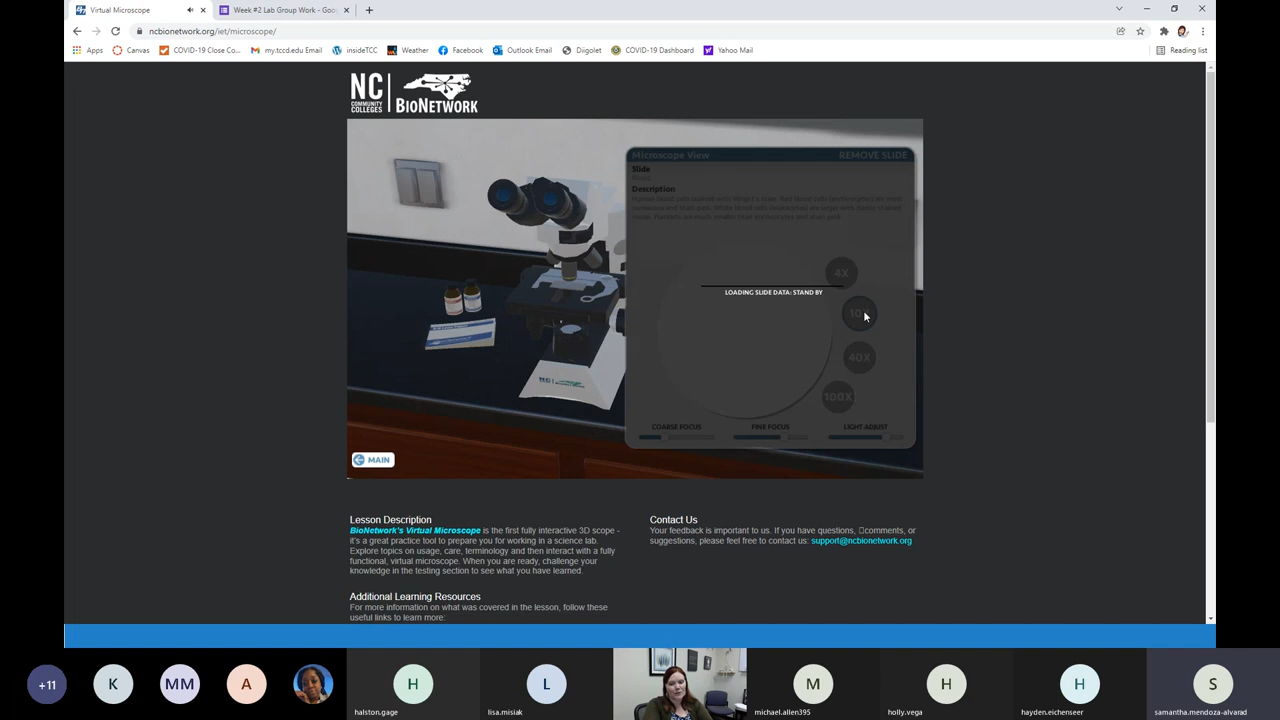 Virtual Microscope
Week #2 Lab Group Work - Goo
ncbionetwork.org/iet/microscope/
Apps
Canvas
COVID-19 Close Co...
my.tccd.edu Email
insideTCC
Weather
Facebook
Outlook Email
Diigolet
COVID-19 Dashboard
Yahoo Mail
Reading list
NC
COMMUNITY
COLLEGES
BIONETWORK
Microscope View
REMOVE SLIDE
Slide
Blood
Description
4X
LOADING SLIDE DATA: STAND BY
10X
40X
100X
COARSE FOCUS
FINE FOCUS
LIGHT ADJUST
MAIN
Lesson Description
BioNetwork's Virtual Microscope is the first fully interactive 3D scope -
it's a great practice tool to prepare you for working in a science lab.
Explore topics on usage, care, terminology and then interact with a fully
functional, virtual microscope. When you are ready, challenge your
knowledge in the testing section to see what you have learned.
Additional Learning Resources
For more information on what was covered in the lesson, follow these
useful links to learn more:
Contact Us
Your feedback is important to us. If you have questions, comments, or
suggestions, please feel free to contact us: support@ncbionetwork.org
+11
K
MM
A
H
halston.gage
L
lisa.misiak
M
michael.allen395
H
holly.vega
H
hayden.eichenseer
S
samantha.mendoza-alvarad